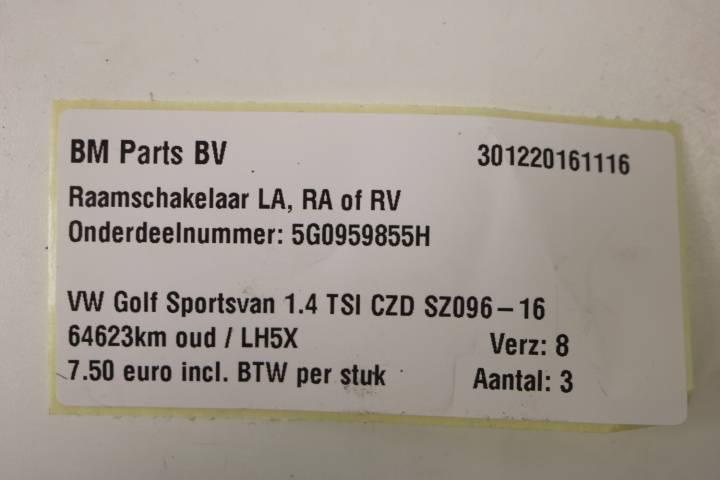 BM Parts BV 301220161116
Raamschakelaar LA, RA of RV
Onderdeelnummer: 5G0959855H
VW Golf Sportsvan 1.4 TSI CZD SZ096-16
64623km oud / LH5X Verz: 8
7.50 euro incl. BTW per stuk Aantal: 3